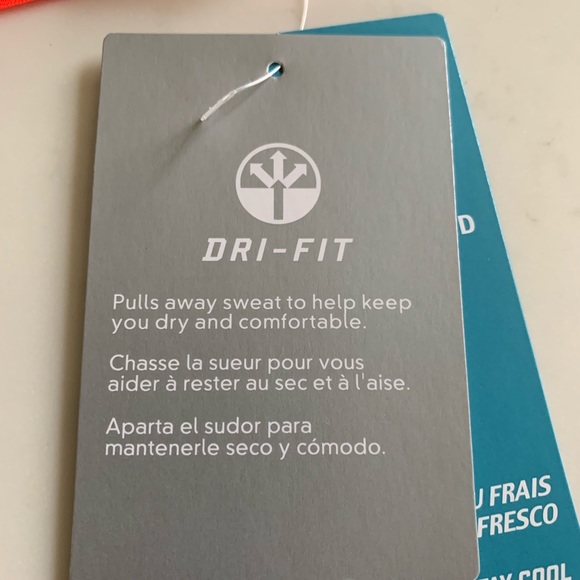 DRI-FIT
Pulls away sweat to help keep
you dry and comfortable.
Chasse la sueur pour vous
aider à rester au sec et à l'aise.
Aparta el sudor para
mantenerle seco y cómodo.
D
FRAIS
FRESCO
COOL